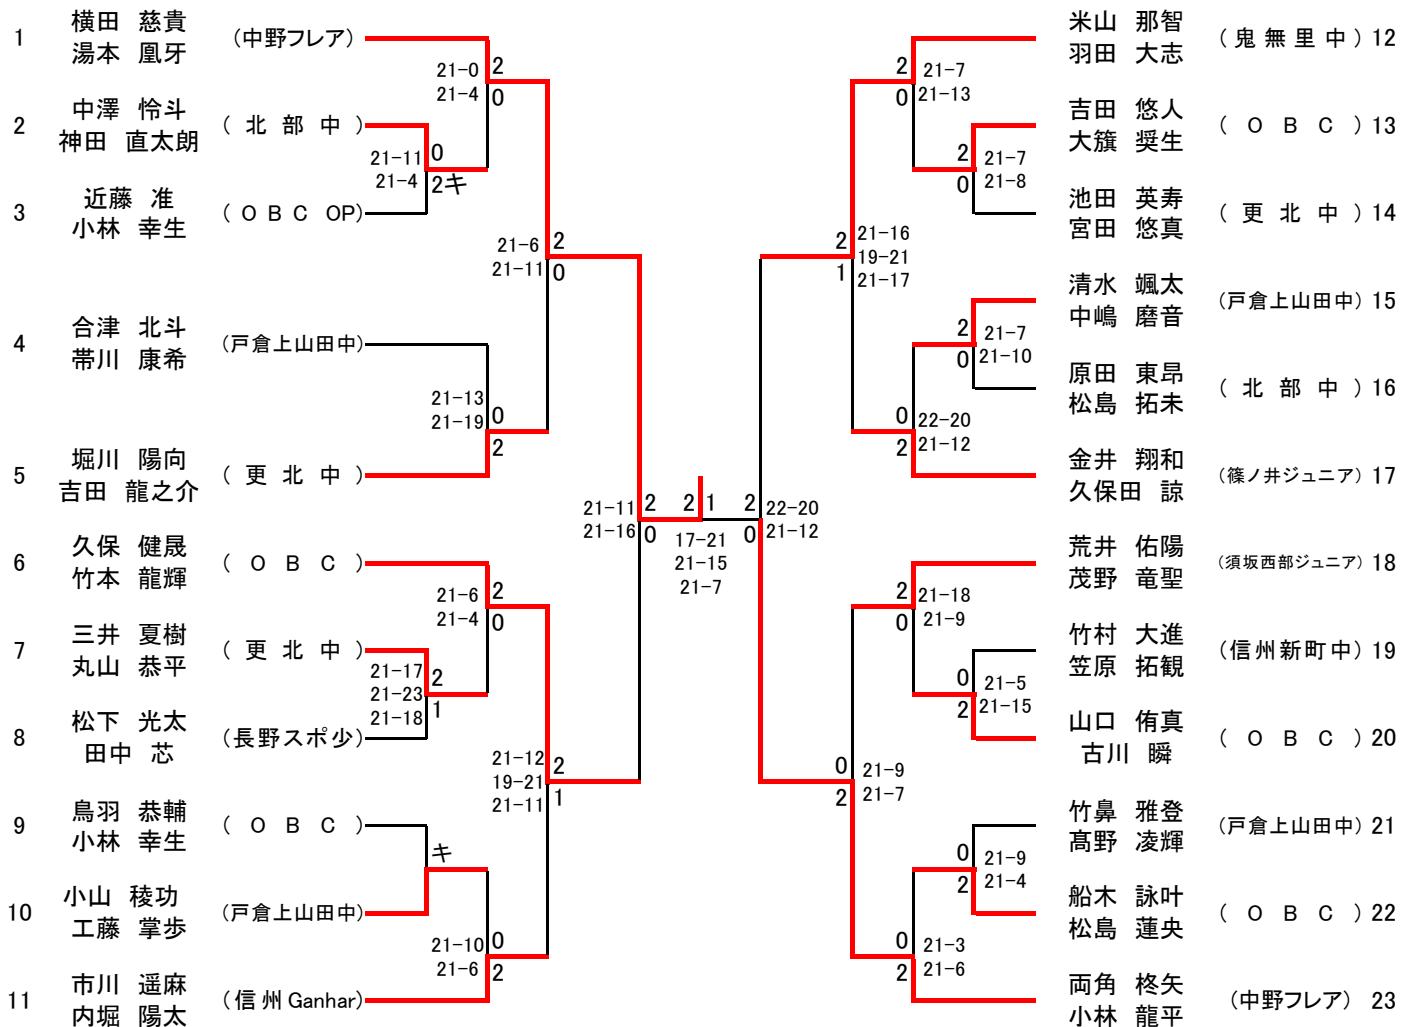 1 横田 慈貴 (中野フレア)
湯本 凰牙
21-0 2
21-4 0
2 中澤 怜斗 (北部中)
神田 直太朗
21-11 0
21-4 2キ
3 近藤 准 (OBC OP)
小林 幸生
21-6 2
21-11 0
4 合津 北斗 (戸倉上山田中)
帯川 康希
21-13
21-19 0
2
5 堀川 陽向 (更北中)
吉田 龍之介
21-11 2
21-16 0
6 久保 健晟 (OBC)
竹本 龍輝
21-6 2
21-4 0
7 三井 夏樹 (更北中)
丸山 恭平
21-17 2
21-23
21-18 1
8 松下 光太 (長野スポ少)
田中 芯
21-12 2
19-21
21-11 1
9 鳥羽 恭輔 (OBC)
小林 幸生
キ
10 小山 稜功 (戸倉上山田中)
工藤 掌歩
21-10 0
21-6 2
11 市川 遥麻 (信州Ganhar)
内堀 陽太
2 1
17-21
21-15
21-7
米山 那智 (鬼無里中) 12
羽田 大志
2 21-7
0 21-13
吉田 悠人 (OBC) 13
大籏 奨生
2 21-7
0 21-8
池田 英寿 (更北中) 14
宮田 悠真
2 21-16
19-21
1 21-17
清水 颯太 (戸倉上山田中) 15
中嶋 磨音
2 21-7
0 21-10
原田 東昂 (北部中) 16
松島 拓未
0 22-20
2 21-12
金井 翔和 (篠ノ井ジュニア) 17
久保田 諒
2 22-20
0 21-12
荒井 佑陽 (須坂西部ジュニア) 18
茂野 竜聖
2 21-18
0 21-9
竹村 大進 (信州新町中) 19
笠原 拓観
0 21-5
2 21-15
山口 侑真 (OBC) 20
古川 瞬
0 21-9
2 21-7
竹鼻 雅登 (戸倉上山田中) 21
髙野 凌輝
0 21-9
2 21-4
船木 詠叶 (OBC) 22
松島 蓮央
0 21-3
2 21-6
両角 柊矢 (中野フレア) 23
小林 龍平